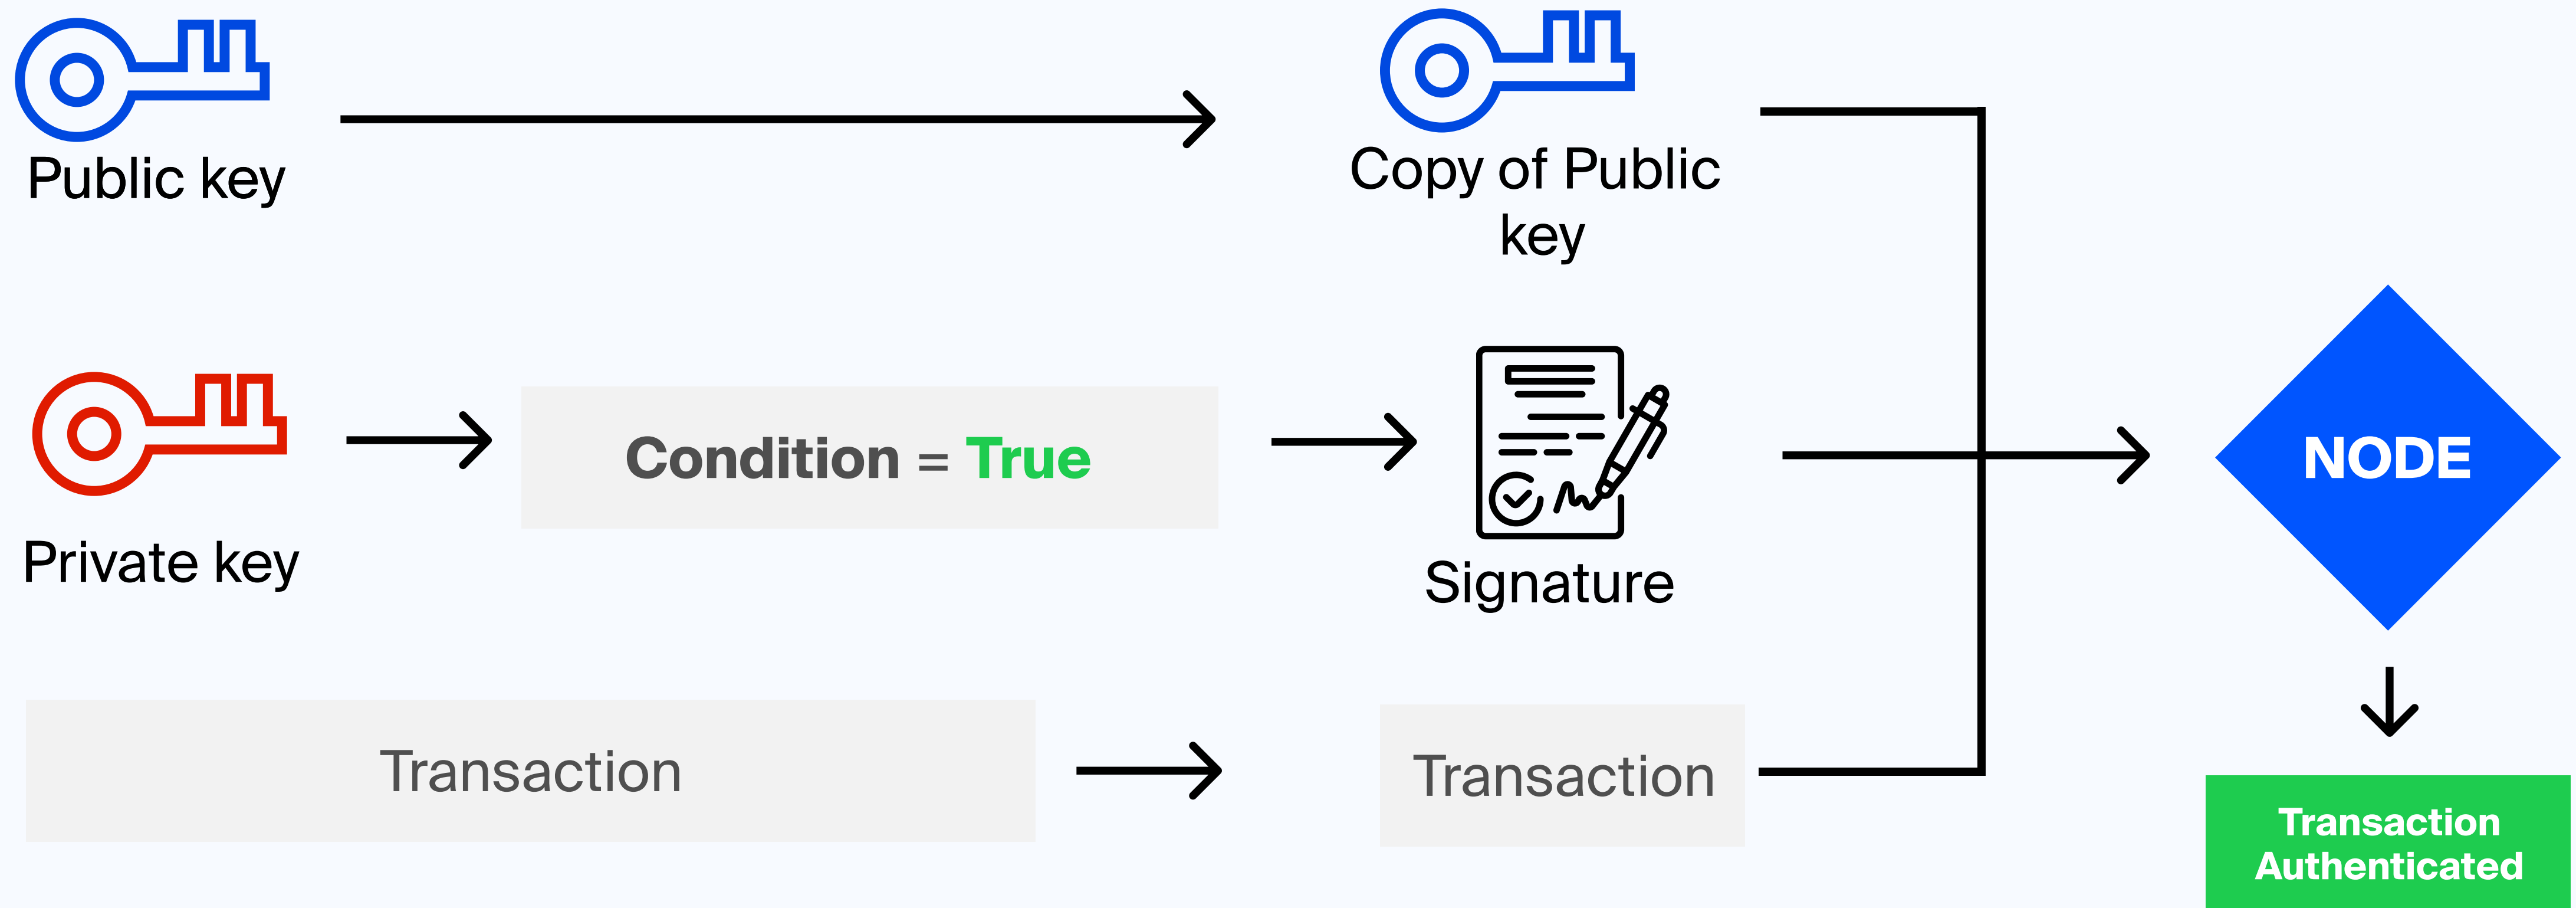 Public key
Copy of Public
key
Private key
Condition = True
Signature
NODE
Transaction
Transaction
Transaction
Authenticated